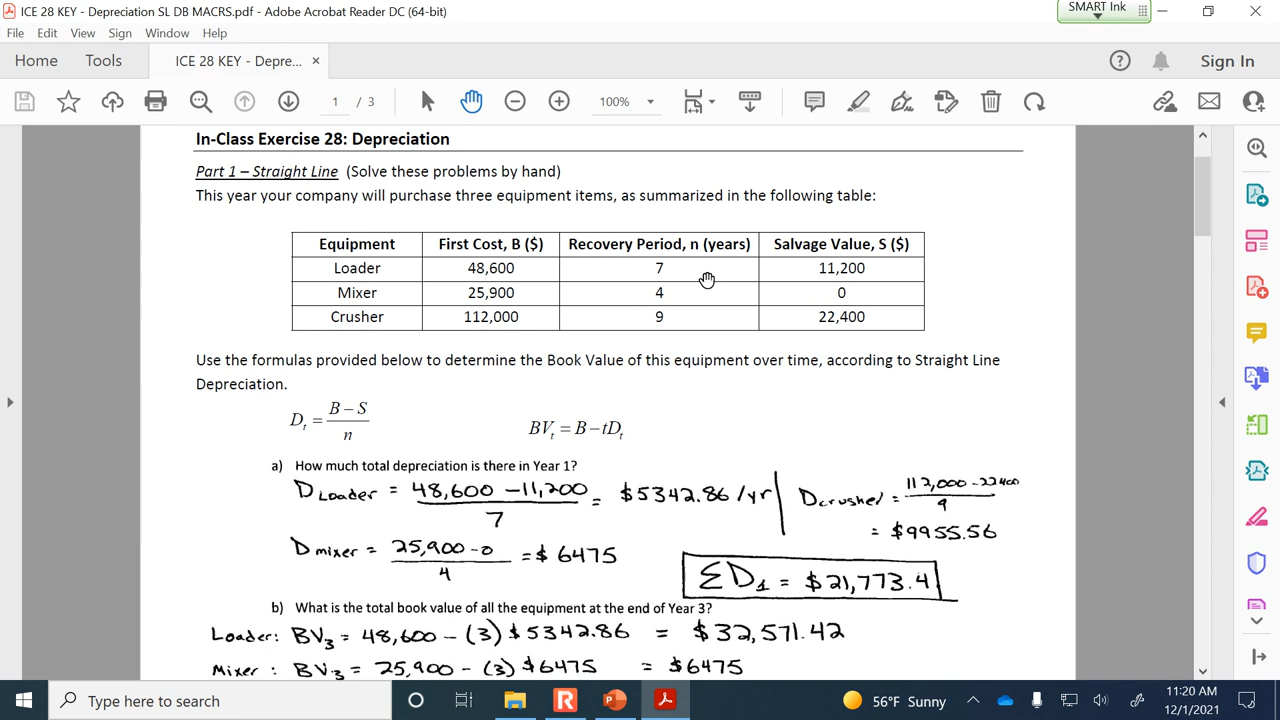 ICE 28 KEY - Depreciation SL DB MACRS.pdf - Adobe Acrobat Reader DC (64-bit)
SMART Ink
File Edit View Sign Window Help
Home Tools ICE 28 KEY - Depre... × Sign In
1 / 3 100%
In-Class Exercise 28: Depreciation
Part 1 – Straight Line (Solve these problems by hand)
This year your company will purchase three equipment items, as summarized in the following table:
Equipment First Cost, B ($) Recovery Period, n (years) Salvage Value, S ($)
Loader 48,600 7 11,200
Mixer 25,900 4 0
Crusher 112,000 9 22,400
Use the formulas provided below to determine the Book Value of this equipment over time, according to Straight Line
Depreciation.
D_t = (B − S) / n BV_t = B − tD_t
a) How much total depreciation is there in Year 1?
D Loader = (48,600 − 11,200) / 7 = $5342.86 /yr
D crusher = (112,000 - 22400) / 9
= $9955.56
D mixer = (25,900 - 0) / 4 = $6475
ΣD₁ = $21,773.4
b) What is the total book value of all the equipment at the end of Year 3?
Loader: BV₃ = 48,600 − (3) $5342.86 = $32,571.42
Mixer : BV₃ = 25,900 − (3) $6475 = $6475
Type here to search
56°F Sunny
11:20 AM
12/1/2021